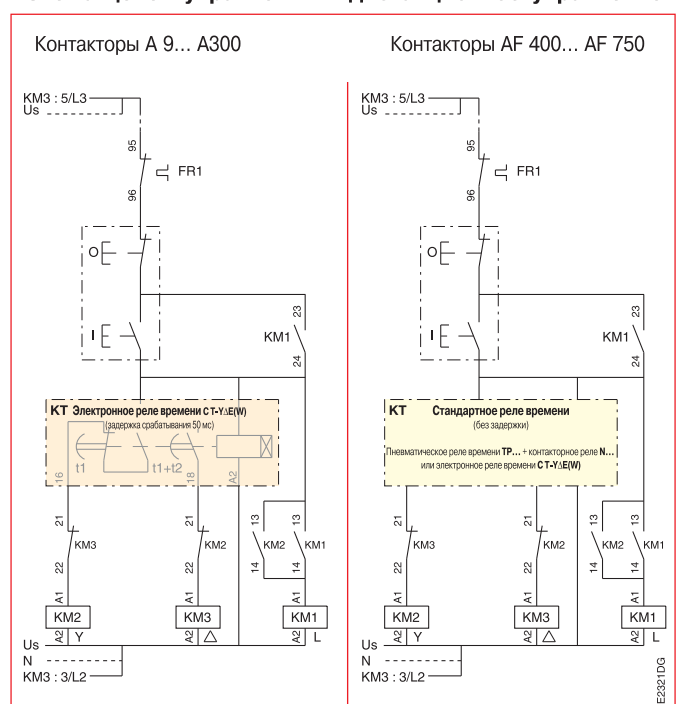 Контакторы A 9... A300
KM3 : 5/L3
Us
95
96
FR1
O
I
23
24
KM1
KT Электронное реле времени C T-Y∆E(W)
(задержка срабатывания 50 мс)
t1
t1+t2
16
18
A2
21
22
KM3
21
22
KM2
13
14
KM2
13
14
KM1
A1
KM2
A2
Y
A1
KM3
A2
△
KM1
A2
L
Us
N
KM3 : 3/L2
Контакторы AF 400... AF 750
KM3 : 5/L3
Us
95
96
FR1
O
I
23
24
KM1
KT Стандартное реле времени
(без задержки)
Пневматическое реле времени TP... + контакторное реле N...
или электронное реле времени C T-Y∆E(W)
21
22
KM3
21
22
KM2
13
14
KM2
13
14
KM1
A1
KM2
A2
Y
A1
KM3
A2
△
A1
KM1
A2
L
Us
N
KM3 : 3/L2
E2321DG